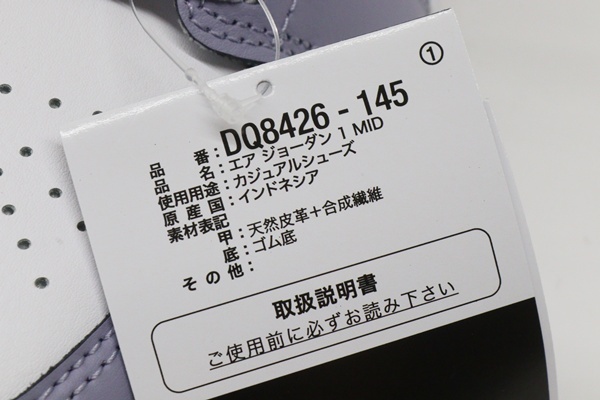 ①
品 番：DQ8426 - 145
品 名：エア ジョーダン 1 MID
使用用途：カジュアルシューズ
原 産 国：インドネシア
素材表記：
甲：天然皮革＋合成繊維
底：ゴム底
そ の 他：
取扱説明書
ご使用前に必ずお読み下さい